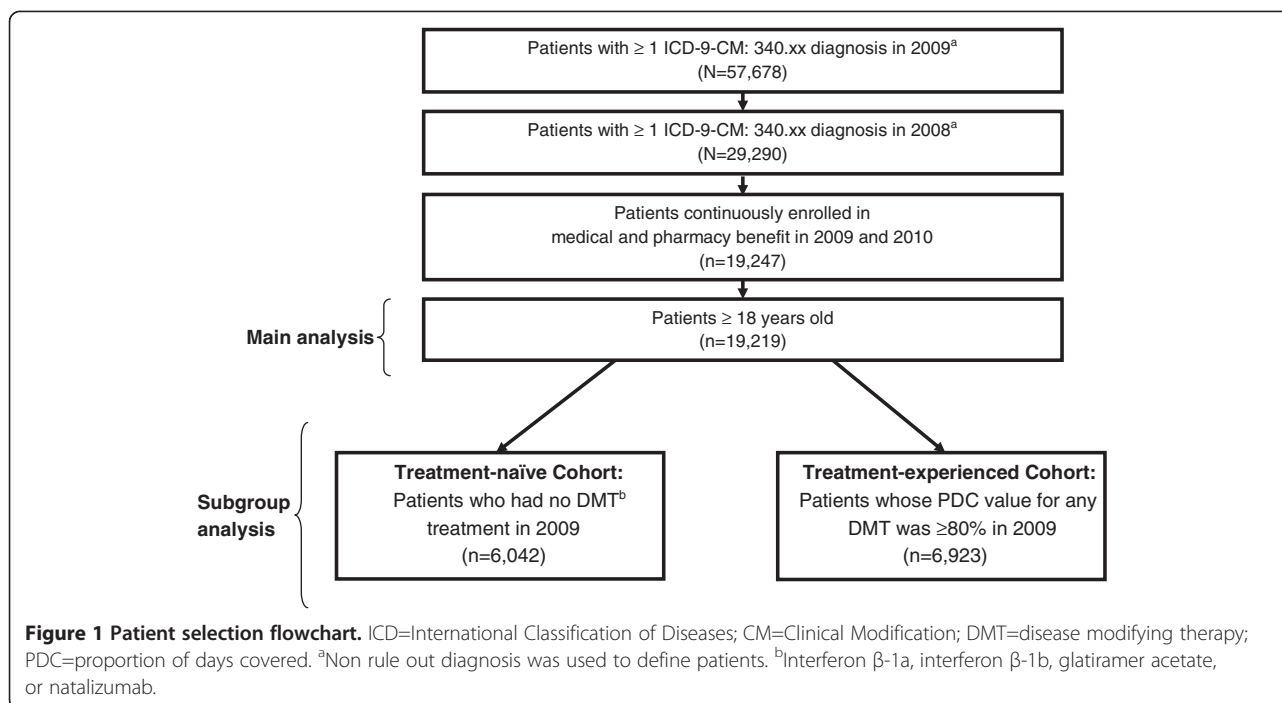 Patients with ≥ 1 ICD-9-CM: 340.xx diagnosis in 2009ᵃ
(N=57,678)
Patients with ≥ 1 ICD-9-CM: 340.xx diagnosis in 2008ᵃ
(N=29,290)
Patients continuously enrolled in
medical and pharmacy benefit in 2009 and 2010
(n=19,247)
Main analysis
Patients ≥ 18 years old
(n=19,219)
Subgroup
analysis
Treatment-naïve Cohort:
Patients who had no DMTᵇ
treatment in 2009
(n=6,042)
Treatment-experienced Cohort:
Patients whose PDC value for any
DMT was ≥80% in 2009
(n=6,923)
Figure 1 Patient selection flowchart. ICD=International Classification of Diseases; CM=Clinical Modification; DMT=disease modifying therapy;
PDC=proportion of days covered. ᵃNon rule out diagnosis was used to define patients. ᵇInterferon β-1a, interferon β-1b, glatiramer acetate,
or natalizumab.